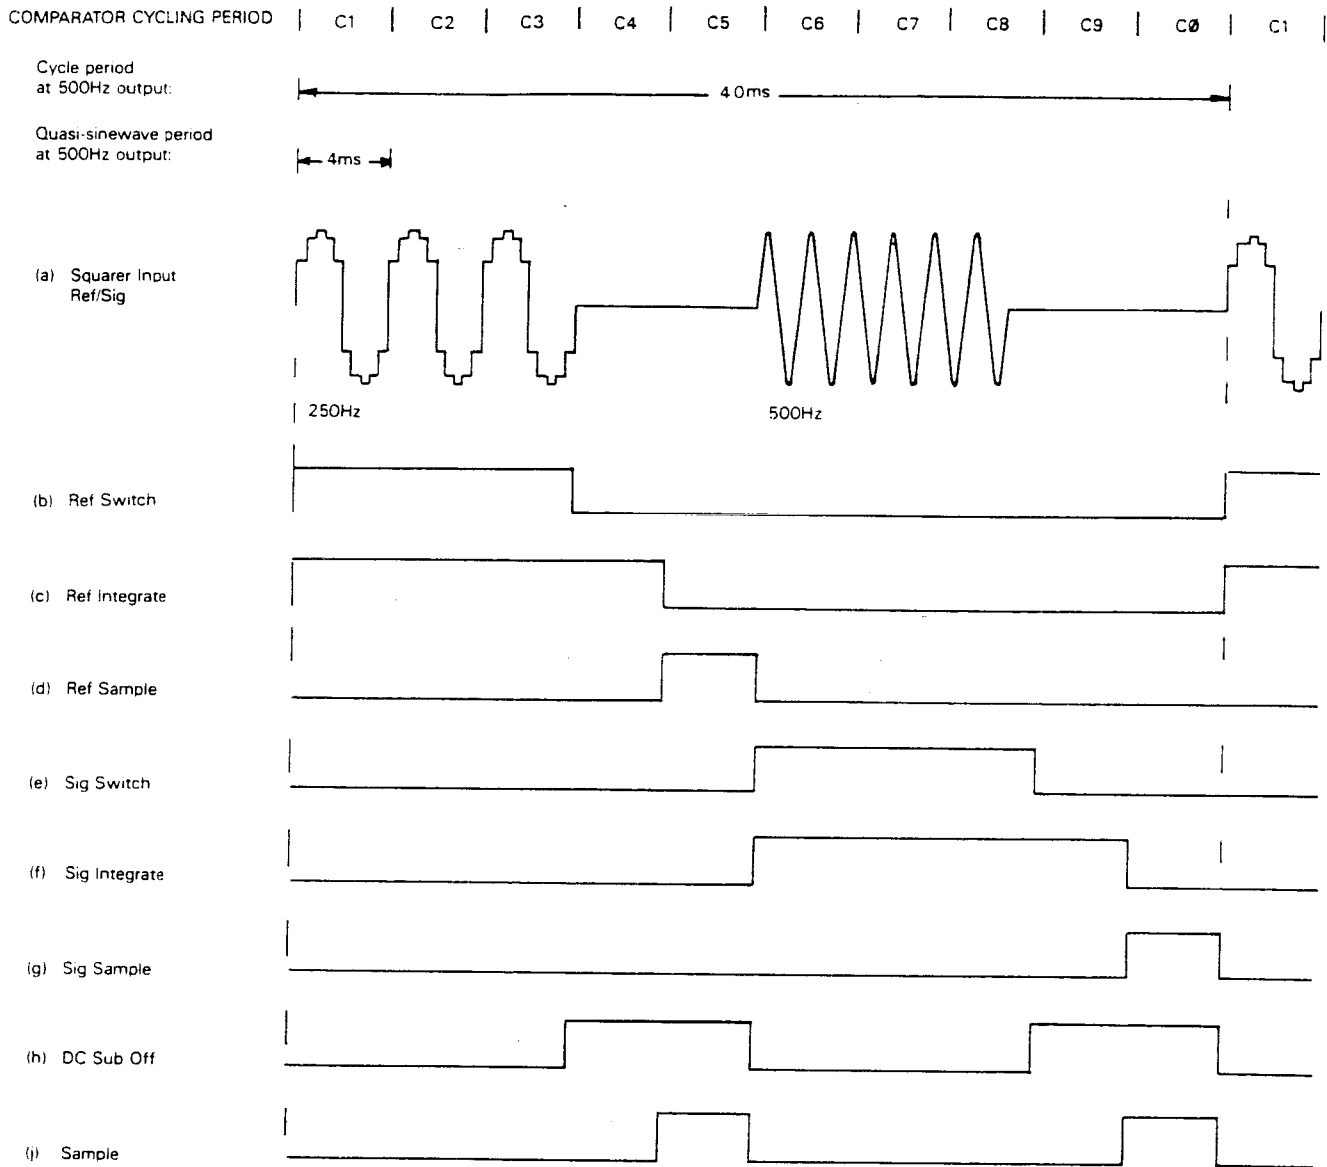 COMPARATOR CYCLING PERIOD | C1 | C2 | C3 | C4 | C5 | C6 | C7 | C8 | C9 | CØ | C1 |
Cycle period
at 500Hz output:
40ms
Quasi-sinewave period
at 500Hz output:
4ms
(a) Squarer Input
Ref/Sig
250Hz
500Hz
(b) Ref Switch
(c) Ref Integrate
(d) Ref Sample
(e) Sig Switch
(f) Sig Integrate
(g) Sig Sample
(h) DC Sub Off
(j) Sample